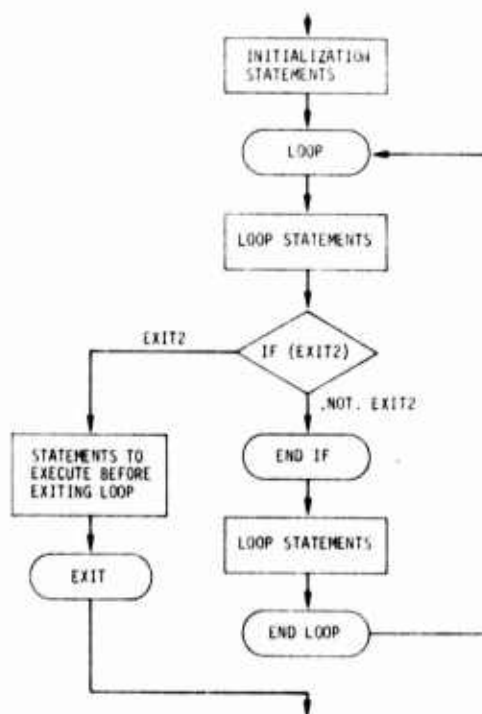 INITIALIZATION
STATEMENTS
LOOP
LOOP STATEMENTS
IF (EXIT2)
EXIT2
.NOT. EXIT2
STATEMENTS TO
EXECUTE BEFORE
EXITING LOOP
END IF
LOOP STATEMENTS
EXIT
END LOOP